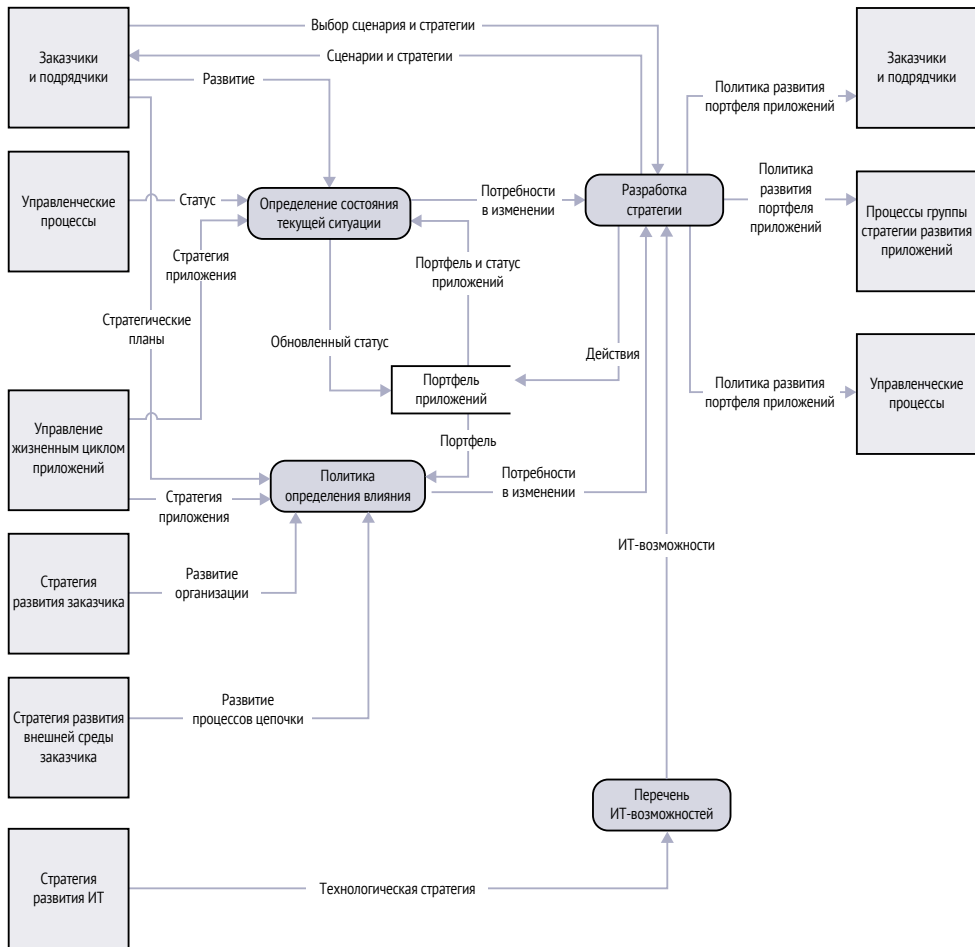 Заказчики
и подрядчики
Выбор сценария и стратегии
Сценарии и стратегии
Развитие
Политика развития
портфеля приложений
Заказчики
и подрядчики
Управленческие
процессы
Статус
Определение состояния
текущей ситуации
Потребности
в изменении
Разработка
стратегии
Политика
развития
портфеля
приложений
Процессы группы
стратегии развития
приложений
Стратегия
приложения
Портфель и статус
приложений
Стратегические
планы
Обновленный статус
Действия
Портфель
приложений
Политика развития
портфеля приложений
Управленческие
процессы
Управление
жизненным циклом
приложений
Портфель
Стратегия
приложения
Политика
определения влияния
Потребности
в изменении
ИТ-возможности
Стратегия
развития заказчика
Развитие
организации
Стратегия развития
внешней среды
заказчика
Развитие
процессов цепочки
Перечень
ИТ-возможностей
Стратегия
развития ИТ
Технологическая стратегия